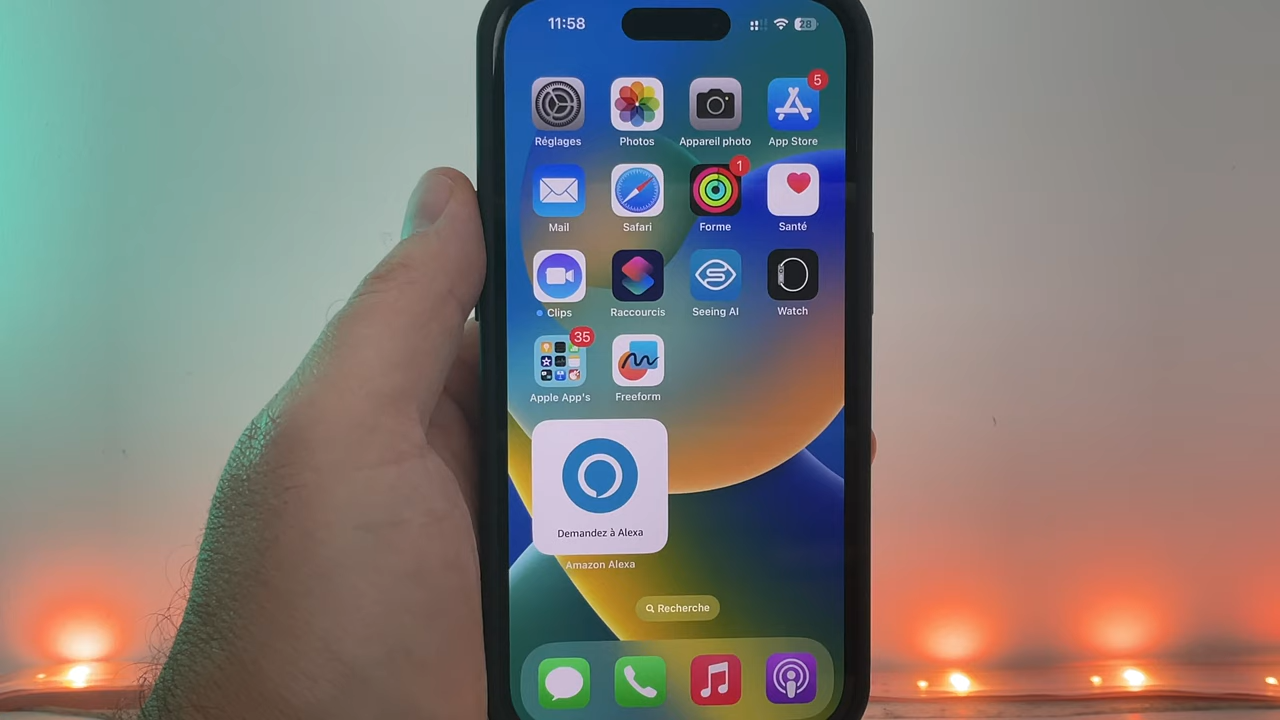 11:58
28
5
Réglages
Photos
Appareil photo
App Store
1
Mail
Safari
Forme
Santé
Clips
Raccourcis
Seeing AI
Watch
35
Apple App's
Freeform
Demandez à Alexa
Amazon Alexa
Recherche